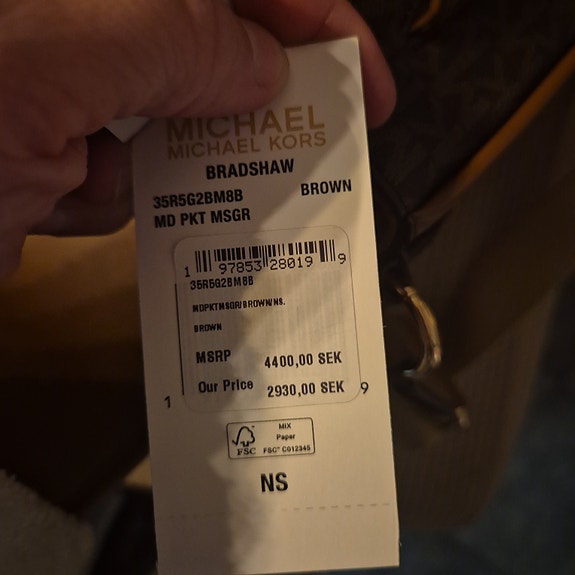 MICHAEL
MICHAEL KORS
BRADSHAW
35R5G2BM8B BROWN
MD PKT MSGR
1 97853 28019 9
35R5G2BM8B
MDPKTMSGR/BROWN/NS.
BROWN
MSRP 4400,00 SEK
Our Price 2930,00 SEK
1 9
FSC
MIX
Paper
FSC® C012345
NS